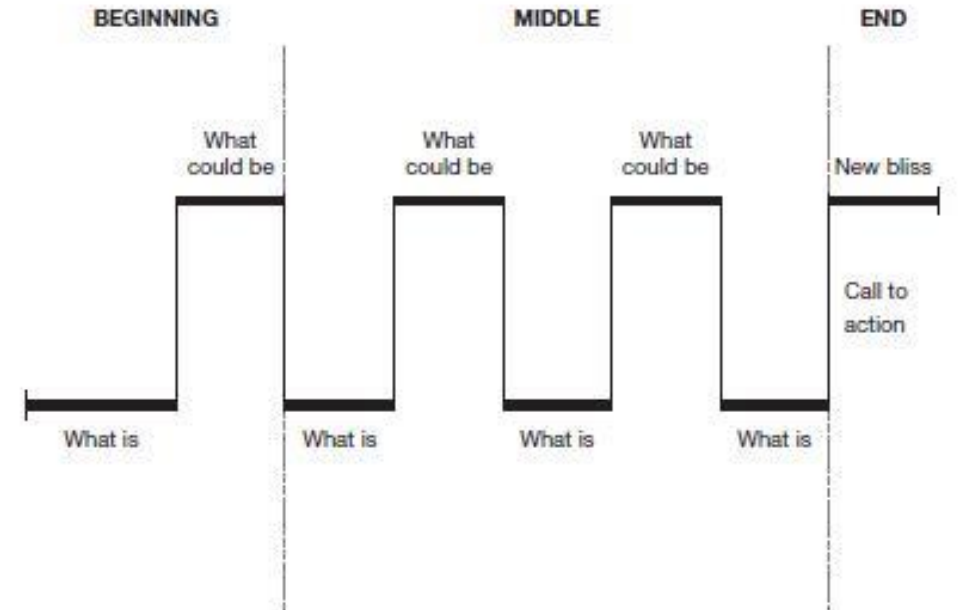 BEGINNING
MIDDLE
END
What
could be
What
could be
What
could be
New bliss
Call to
action
What is
What is
What is
What is